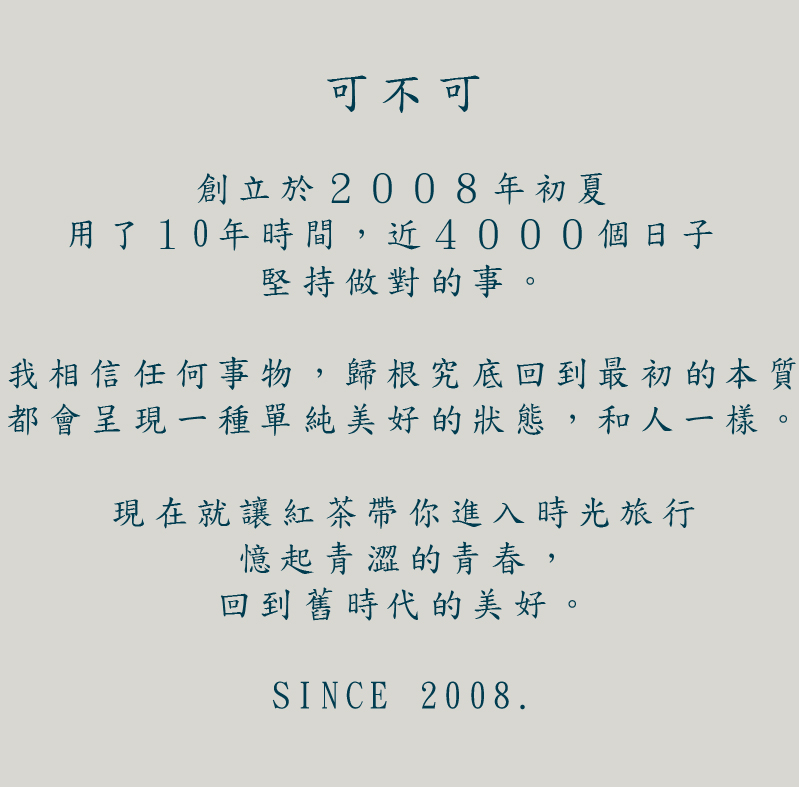 可不可
創立於２００８年初夏
用了１0年時間，近４０００個日子
堅持做對的事。
我相信任何事物，歸根究底回到最初的本質
都會呈現一種單純美好的狀態，和人一樣。
現在就讓紅茶帶你進入時光旅行
憶起青澀的青春，
回到舊時代的美好。
SINCE 2008.